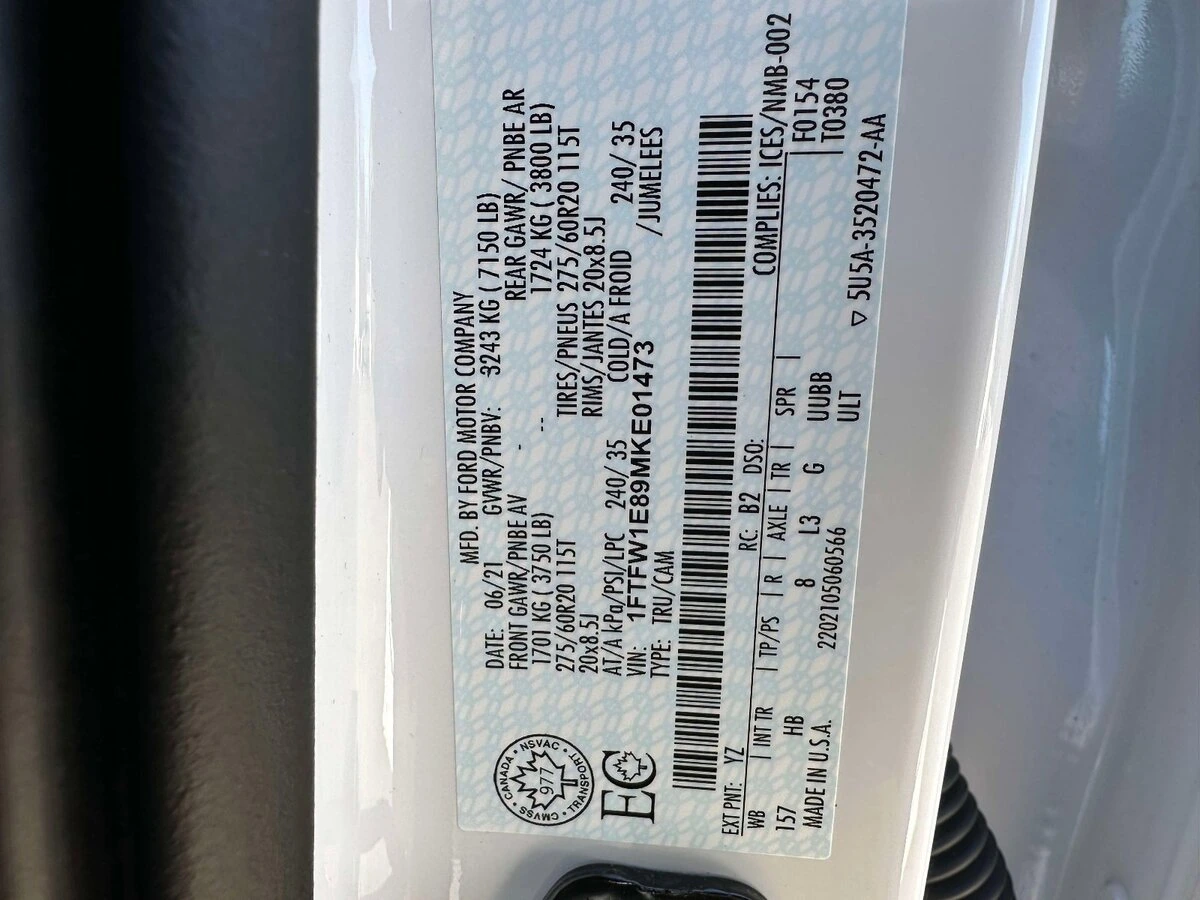 MFD. BY FORD MOTOR COMPANY
DATE: 06/21 GVWR/PNBV: 3243 KG ( 7150 LB)
FRONT GAWR/PNBE AV - REAR GAWR/ PNBE AR
1701 KG ( 3750 LB) -- 1724 KG ( 3800 LB)
275/60R20 115T TIRES/PNEUS 275/60R20 115T
20x8.5J RIMS/JANTES 20x8.5J
AT/A kPa/PSI/LPC 240/ 35 COLD/A FROID 240/ 35
VIN: 1FTFW1E89MKE01473 /JUMELEES
TYPE: TRU/CAM
CANADA • NSVAC • TRANSPORT • CMVSS •
977
EC
EXT PNT: YZ RC: B2 DSO: COMPLIES: ICES/NMB-002
WB | INT TR | TP/PS | R | AXLE | TR | SPR | F0154
157 HB 8 L3 G UUBB T0380
MADE IN U.S.A. 2202105060566 ULT
▽ 5U5A-3520472-AA